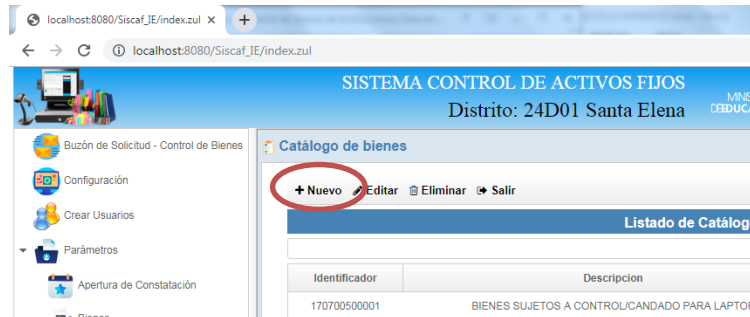 localhost:8080/Siscaf_IE/index.zul
localhost:8080/Siscaf_IE/index.zul
SISTEMA CONTROL DE ACTIVOS FIJOS
Distrito: 24D01 Santa Elena
Buzón de Solicitud - Control de Bienes
Catálogo de bienes
Configuración
Nuevo Editar Eliminar Salir
Crear Usuarios
Listado de Catálog
Parámetros
Identificador Descripcion
Apertura de Constatación
170700500001 BIENES SUJETOS A CONTROL/CANDADO PARA LAPTOP